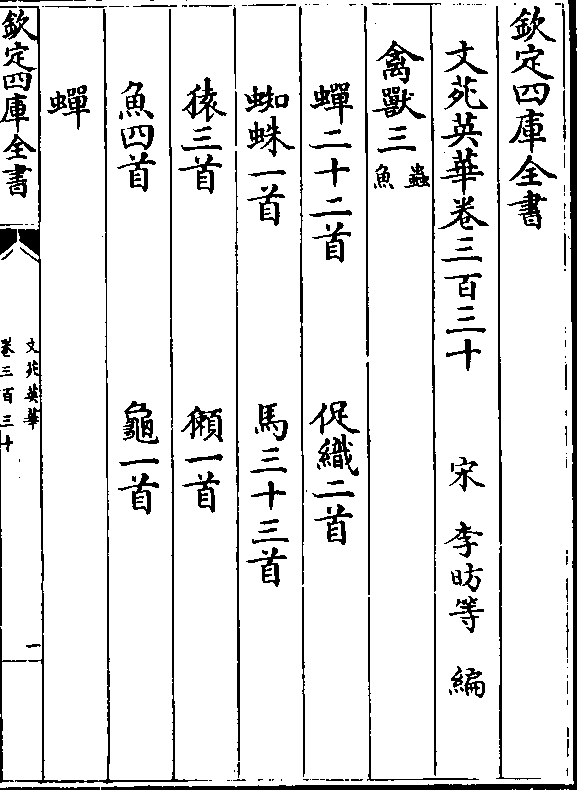 欽定四庫全書
文苑英華卷三百三十　宋　李昉等　編
禽獸三 蟲魚
蟬二十二首　促織二首
蜘蛛一首　馬三十三首
猿三首　獺一首
魚四首　龜一首
蟬
欽定四庫全書
文苑英華
卷三百三十
一